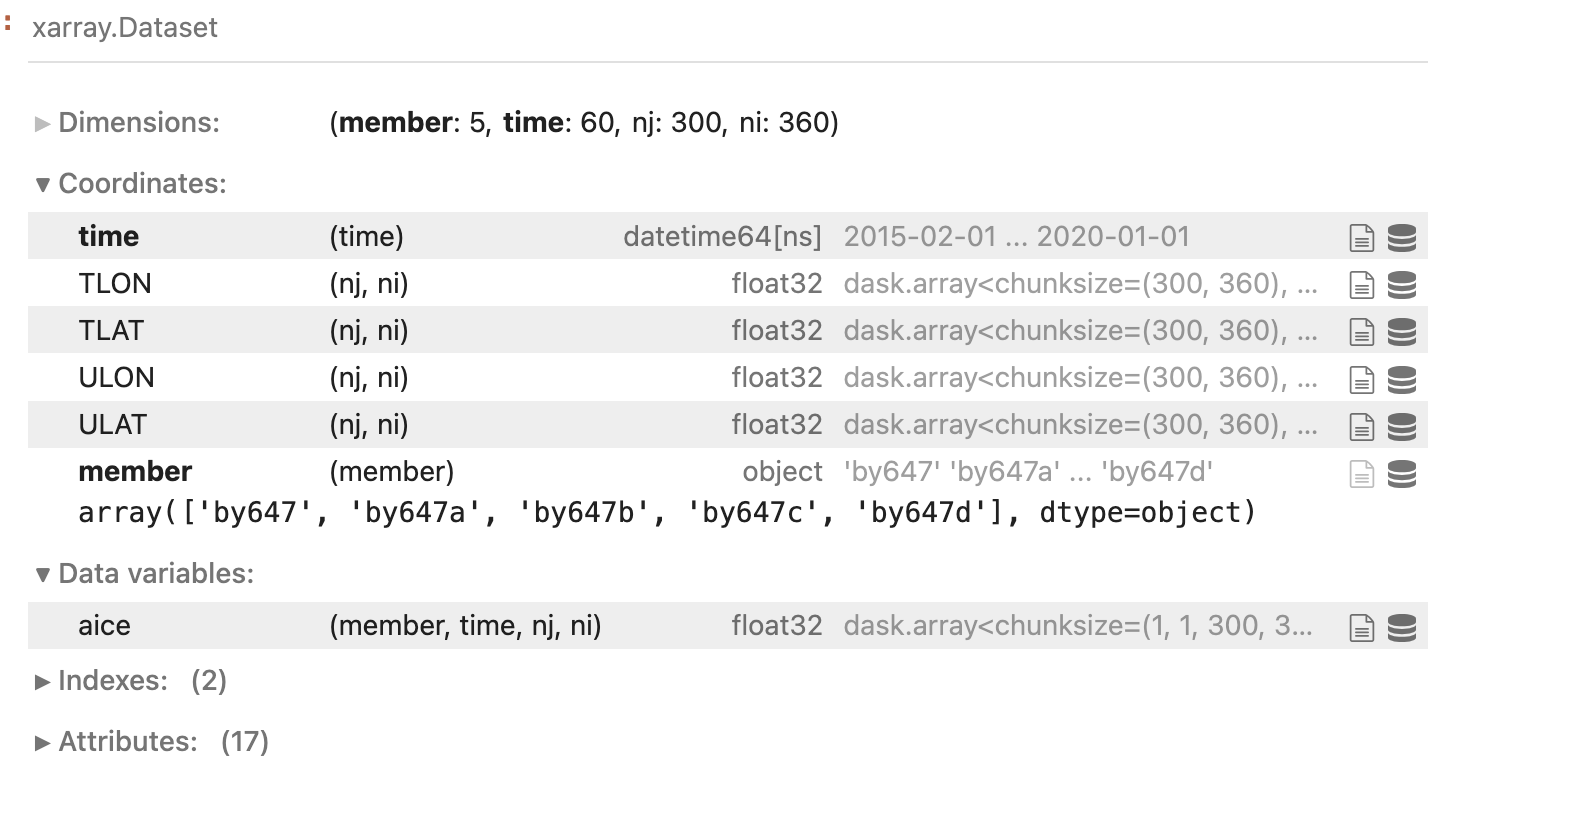 xarray.Dataset
▶ Dimensions: (member: 5, time: 60, nj: 300, ni: 360)
▼ Coordinates:
time (time) datetime64[ns] 2015-02-01 ... 2020-01-01
TLON (nj, ni) float32 dask.array<chunksize=(300, 360), ...
TLAT (nj, ni) float32 dask.array<chunksize=(300, 360), ...
ULON (nj, ni) float32 dask.array<chunksize=(300, 360), ...
ULAT (nj, ni) float32 dask.array<chunksize=(300, 360), ...
member (member) object 'by647' 'by647a' ... 'by647d'
array(['by647', 'by647a', 'by647b', 'by647c', 'by647d'], dtype=object)
▼ Data variables:
aice (member, time, nj, ni) float32 dask.array<chunksize=(1, 1, 300, 3...
▶ Indexes: (2)
▶ Attributes: (17)